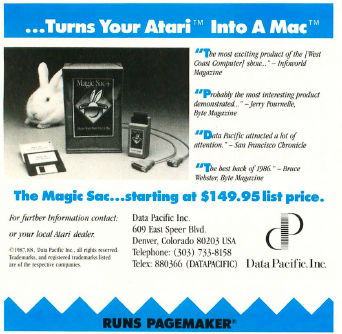 ...Turns Your Atari™ Into A Mac™
"The most exciting product of the [West
Coast Computer] show..." – Infoworld
Magazine
"Probably the most interesting product
demonstrated..." – Jerry Pournelle,
Byte Magazine
"Data Pacific attracted a lot of
attention." – San Francisco Chronicle
"The best hack of 1986." – Bruce
Webster, Byte Magazine
Magic Sac+
The Magic Sac...starting at $149.95 list price.
For further Information contact:
or your local Atari dealer.
©1987,88, Data Pacific Inc., all rights reserved.
Trademarks, and registered trademarks listed
are of the respective companies.
Data Pacific Inc.
609 East Speer Blvd.
Denver, Colorado 80203 USA
Telephone: (303) 733-8158
Telex: 880366 (DATAPACIFIC)
Data Pacific, Inc.
RUNS PAGEMAKER®